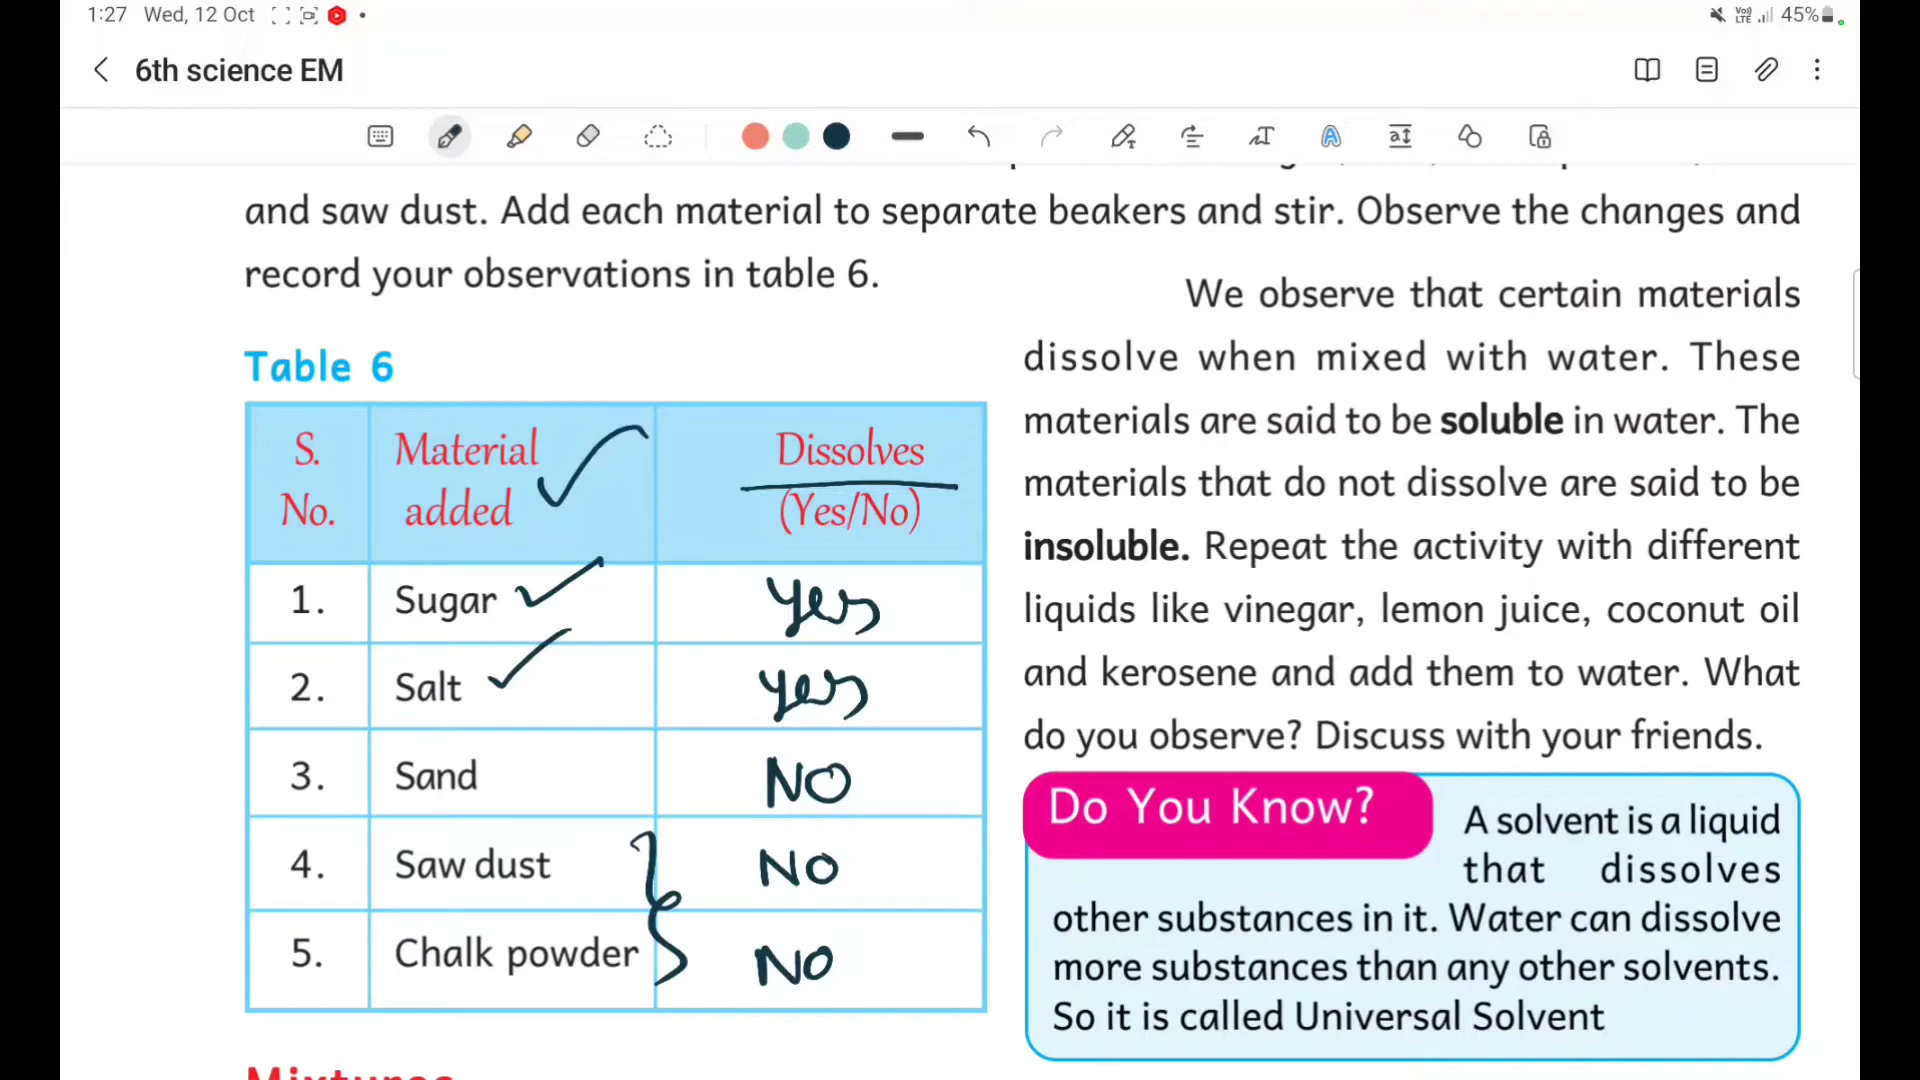 1:27 Wed, 12 Oct
Vo) LTE 45%
6th science EM
and saw dust. Add each material to separate beakers and stir. Observe the changes and
record your observations in table 6.
Table 6
S. No. Material added Dissolves (Yes/No)
1. Sugar Yes
2. Salt Yes
3. Sand NO
4. Saw dust NO
5. Chalk powder NO
We observe that certain materials
dissolve when mixed with water. These
materials are said to be soluble in water. The
materials that do not dissolve are said to be
insoluble. Repeat the activity with different
liquids like vinegar, lemon juice, coconut oil
and kerosene and add them to water. What
do you observe? Discuss with your friends.
Do You Know?
A solvent is a liquid
that dissolves
other substances in it. Water can dissolve
more substances than any other solvents.
So it is called Universal Solvent
Mixtures